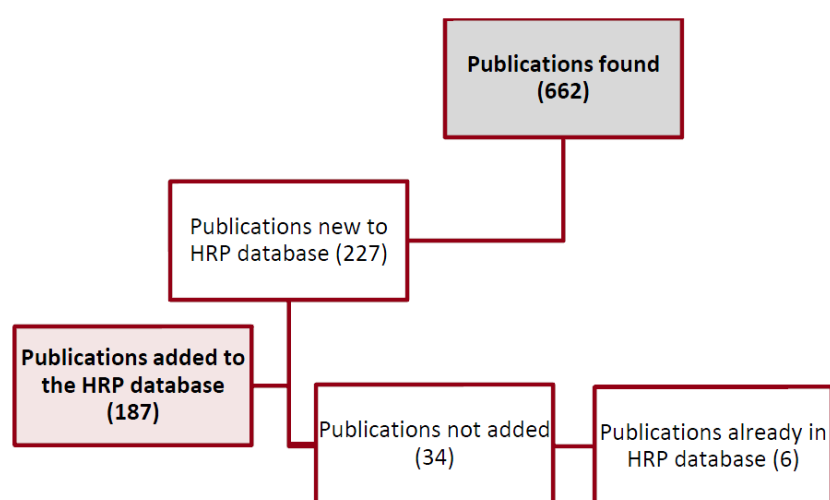 Publications found
(662)
Publications new to
HRP database (227)
Publications added to
the HRP database
(187)
Publications not added
(34)
Publications already in
HRP database (6)